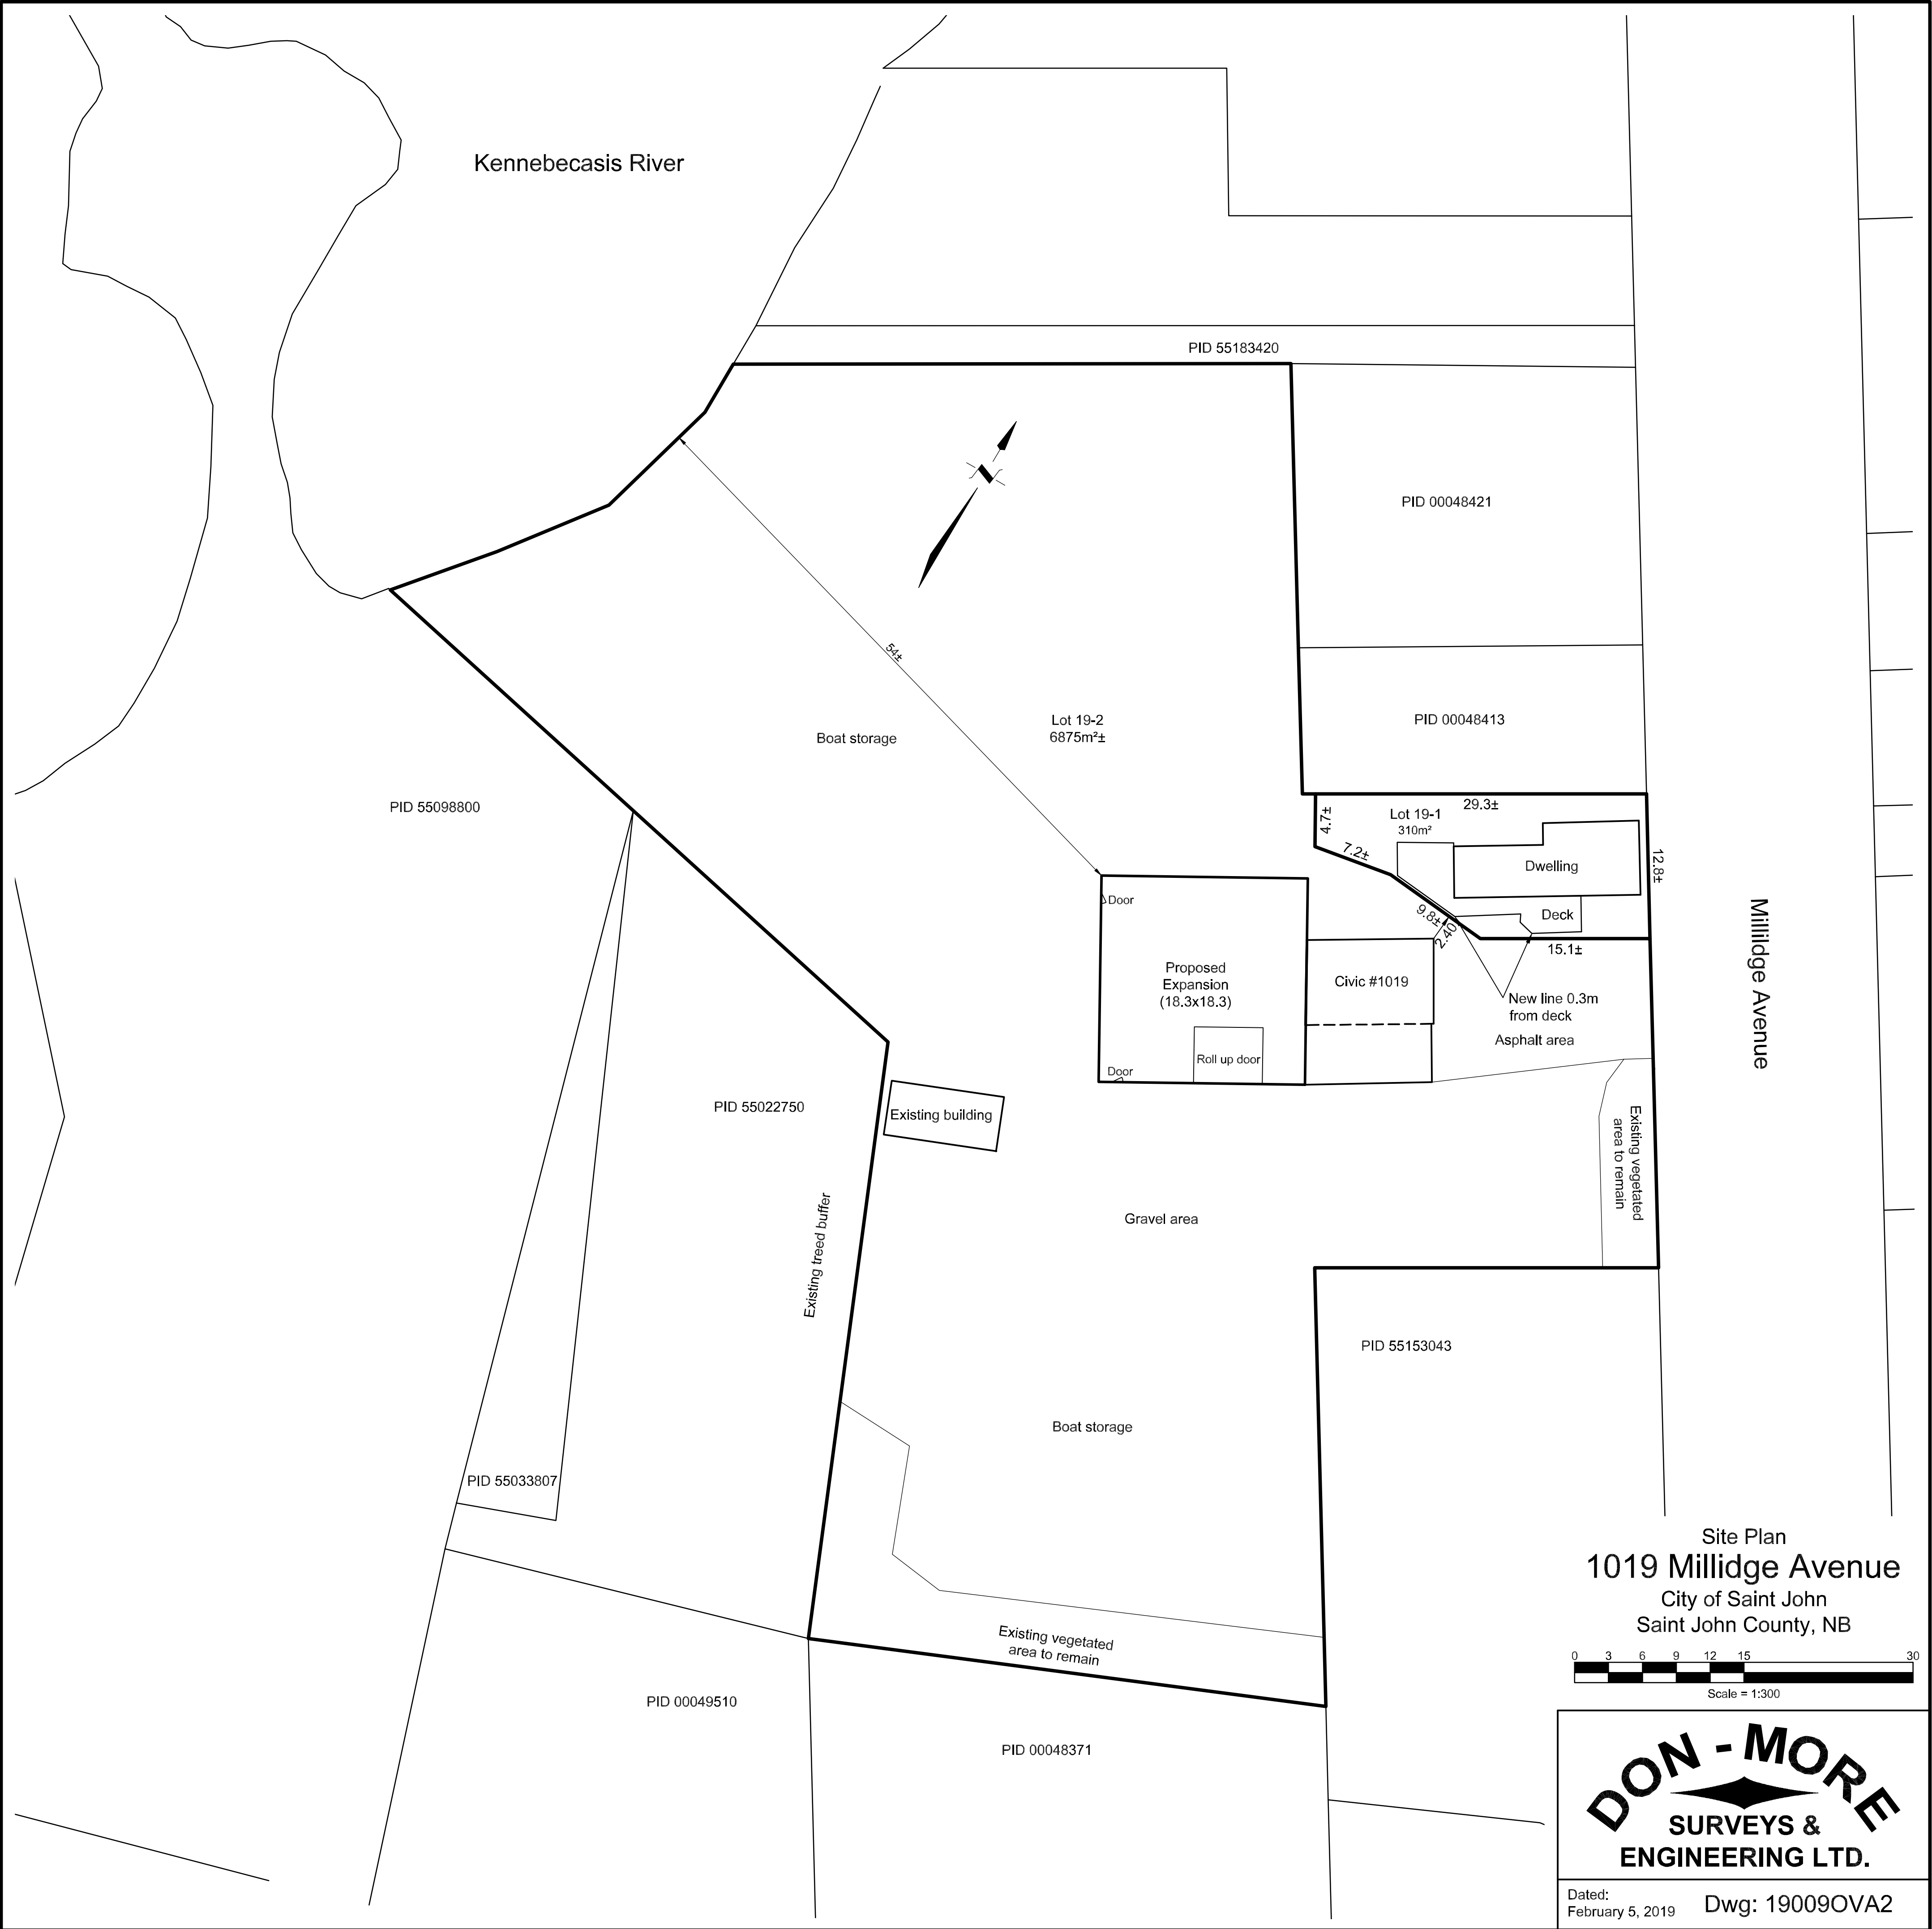 Kennebecasis River
PID 55183420
N
PID 00048421
54±
Lot 19-2
6875m²±
Boat storage
PID 00048413
PID 55098800
29.3±
4.7±
Lot 19-1
310m²
7.2±
Dwelling
12.8±
Deck
9.8±
2.40
15.1±
Door
Proposed
Expansion
(18.3x18.3)
Civic #1019
New line 0.3m
from deck
Asphalt area
Roll up door
Door
Millildge Avenue
PID 55022750
Existing building
Existing vegetated
area to remain
Existing treed buffer
Gravel area
PID 55153043
Boat storage
PID 55033807
Existing vegetated
area to remain
PID 00049510
PID 00048371
Site Plan
1019 Millidge Avenue
City of Saint John
Saint John County, NB
0 3 6 9 12 15 30
Scale = 1:300
DON-MORE
SURVEYS &
ENGINEERING LTD.
Dated:
February 5, 2019
Dwg: 19009OVA2